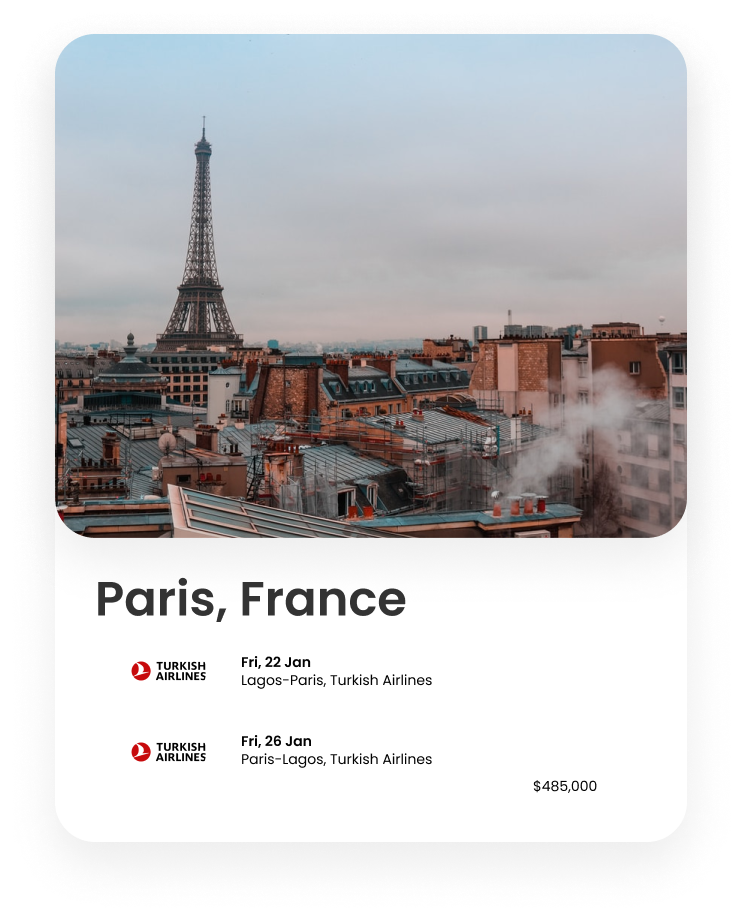 Paris, France
TURKISH
AIRLINES
Fri, 22 Jan
Lagos-Paris, Turkish Airlines
TURKISH
AIRLINES
Fri, 26 Jan
Paris-Lagos, Turkish Airlines
$485,000